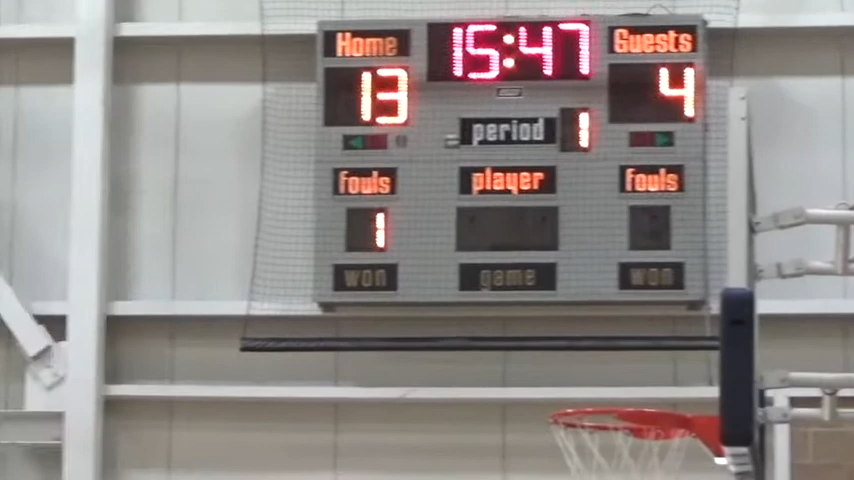 Home 15:47 Guests
13 4
period 1
fouls player fouls
1
won game won